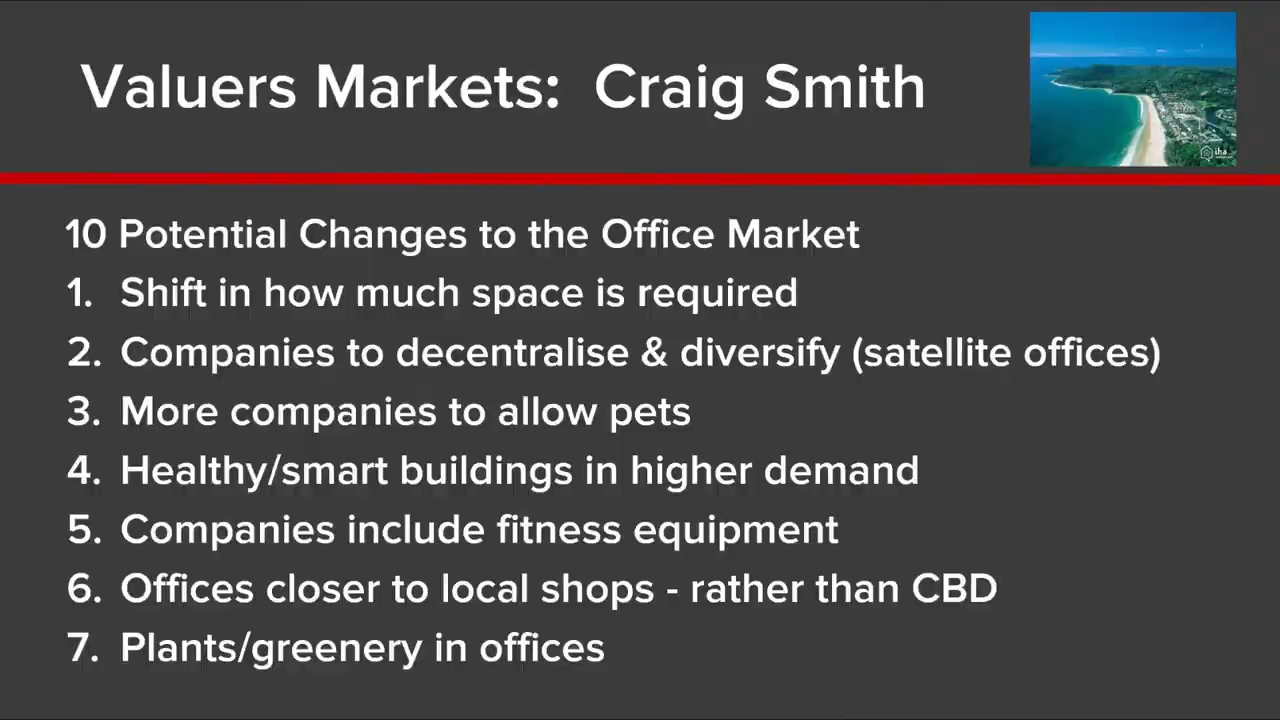 Valuers Markets: Craig Smith
iha
10 Potential Changes to the Office Market
1. Shift in how much space is required
2. Companies to decentralise & diversify (satellite offices)
3. More companies to allow pets
4. Healthy/smart buildings in higher demand
5. Companies include fitness equipment
6. Offices closer to local shops - rather than CBD
7. Plants/greenery in offices